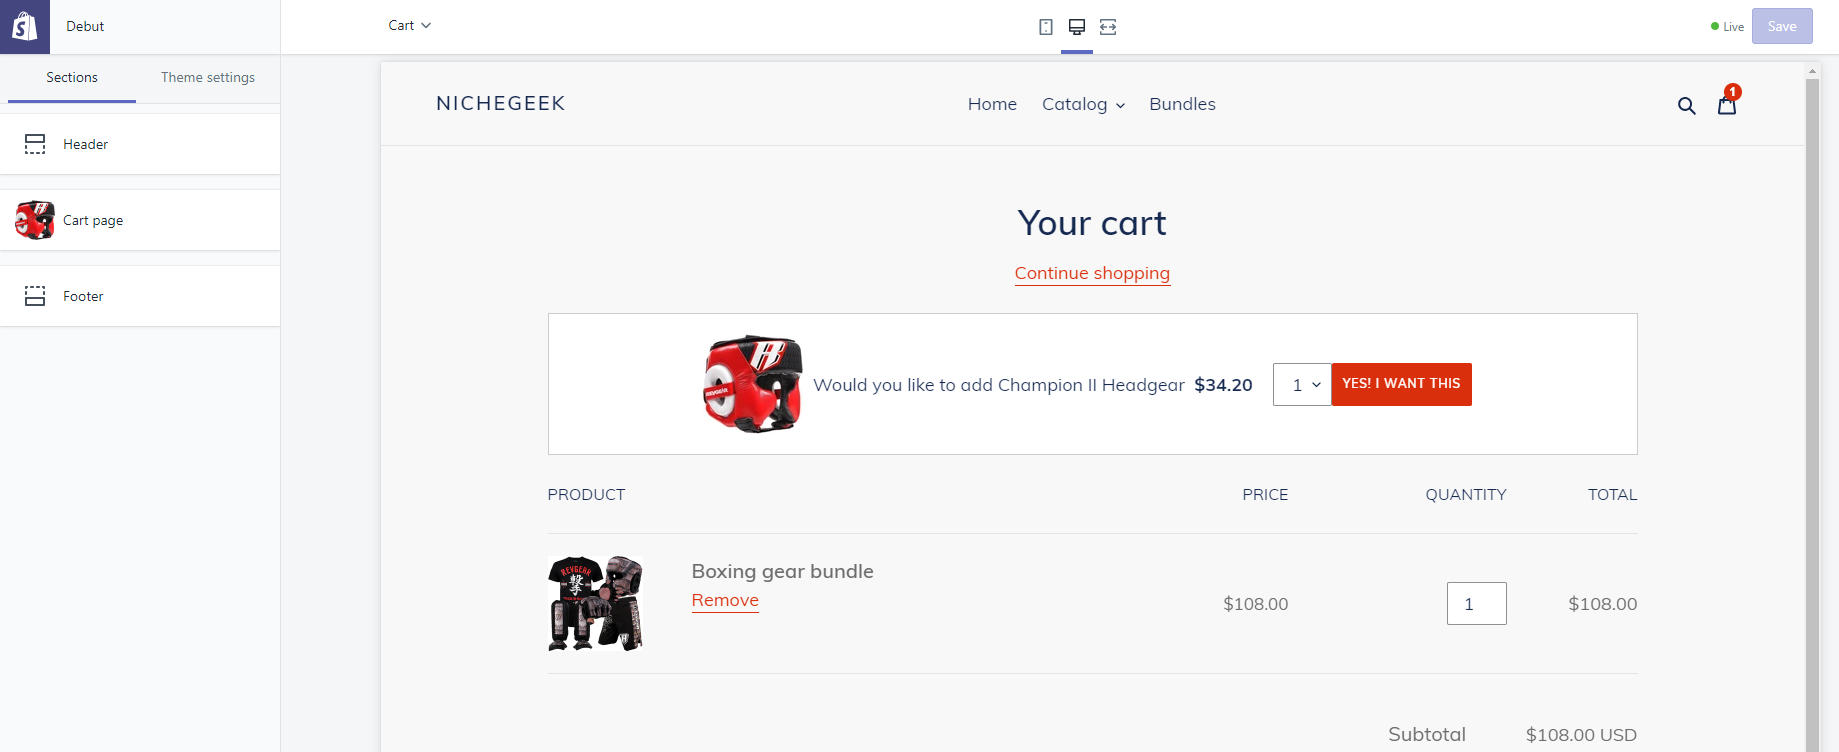 Debut
Cart
Live
Save
Sections
Theme settings
Header
Cart page
Footer
NICHEGEEK
Home
Catalog
Bundles
1
Your cart
Continue shopping
Would you like to add Champion II Headgear $34.20
1
YES! I WANT THIS
PRODUCT
PRICE
QUANTITY
TOTAL
REVGEAR
Boxing gear bundle
Remove
$108.00
1
$108.00
Subtotal
$108.00 USD